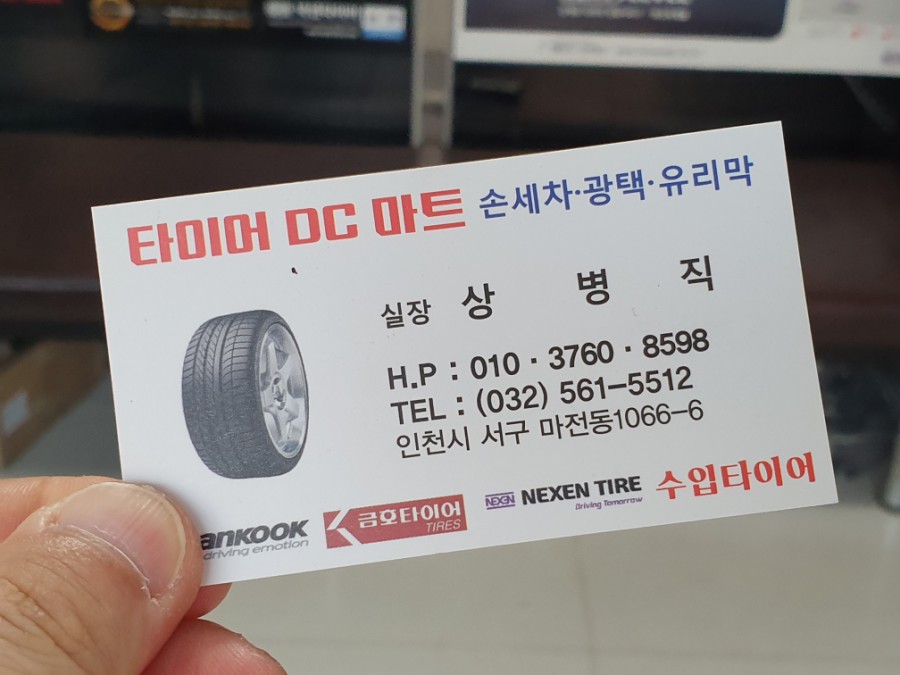 타이어 DC 마트 손세차·광택·유리막
실장 상 병 직
H.P : 010 · 3760 · 8598
TEL : (032) 561-5512
인천시 서구 마전동1066-6
ankook
driving emotion
금호타이어
TIRES
NEXEN NEXEN TIRE
Driving Tomorrow
수입타이어